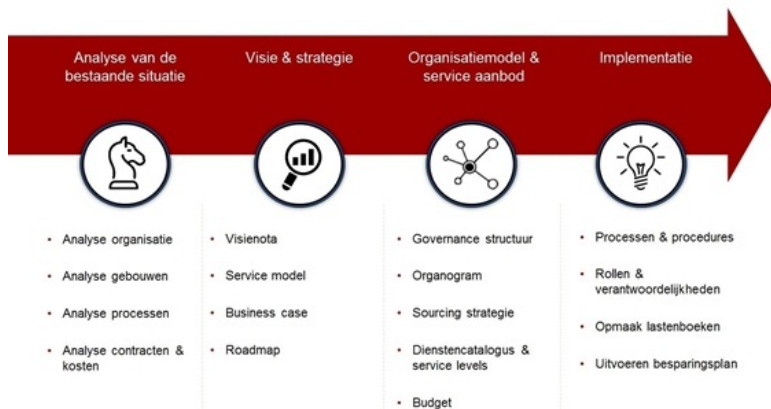 Analyse van de
bestaande situatie
Visie & strategie
Organisatiemodel &
service aanbod
Implementatie
• Analyse organisatie
• Analyse gebouwen
• Analyse processen
• Analyse contracten &
kosten
• Visienota
• Service model
• Business case
• Roadmap
• Governance structuur
• Organogram
• Sourcing strategie
• Dienstencatalogus &
service levels
• Budget
• Processen & procedures
• Rollen &
verantwoordelijkheden
• Opmaak lastenboeken
• Uitvoeren besparingsplan